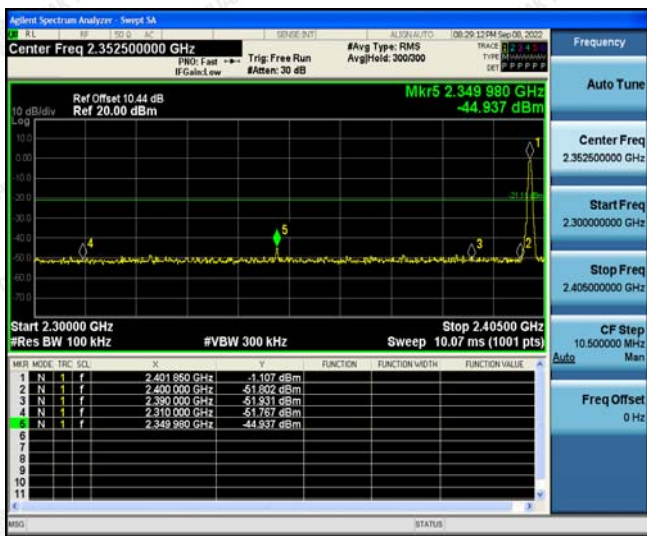 Agilent Spectrum Analyzer - Swept SA
RL RF 50 Ω AC SENSE:INT ALIGNAUTO 08:29:12PM Sep 08, 2022
Center Freq 2.352500000 GHz
#Avg Type: RMS
TRACE 1 2 3 4 5 6
PNO: Fast
Trig: Free Run
Avg|Hold: 300/300
TYPE
IFGain:Low
#Atten: 30 dB
DET P P P P P P
Mkr5 2.349 980 GHz
-44.937 dBm
Ref Offset 10.44 dB
10 dB/div
Ref 20.00 dBm
Log
10.0
0.00
-10.0
-20.0
-30.0
-40.0
-50.0
-60.0
-70.0
1
2
3
4
5
Start 2.30000 GHz
Stop 2.40500 GHz
#Res BW 100 kHz
#VBW 300 kHz
Sweep 10.07 ms (1001 pts)
MKR MODE TRC SCL X Y FUNCTION FUNCTION WIDTH FUNCTION VALUE
1 N 1 f 2.401 850 GHz -1.107 dBm
2 N 1 f 2.400 000 GHz -51.802 dBm
3 N 1 f 2.390 000 GHz -51.931 dBm
4 N 1 f 2.310 000 GHz -51.767 dBm
5 N 1 f 2.349 980 GHz -44.937 dBm
6
7
8
9
10
11
MSG
STATUS
Frequency
Auto Tune
Center Freq
2.352500000 GHz
Start Freq
2.300000000 GHz
Stop Freq
2.405000000 GHz
CF Step
10.500000 MHz
Auto Man
Freq Offset
0 Hz